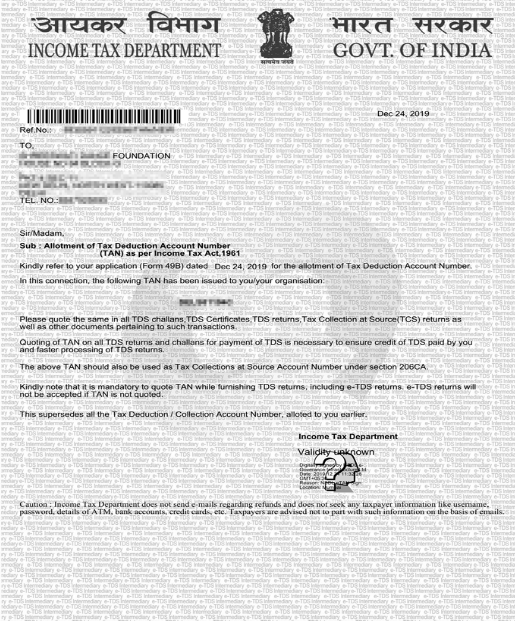 आयकर विभाग
INCOME TAX DEPARTMENT
सत्यमेव जयते
भारत सरकार
GOVT. OF INDIA
Dec 24, 2019
Ref.No.:
TO,
FOUNDATION
TEL. NO.:
Sir/Madam,
Sub : Allotment of Tax Deduction Account Number
(TAN) as per Income Tax Act,1961
Kindly refer to your application (Form 49B) dated Dec 24, 2019 for the allotment of Tax Deduction Account Number.
In this connection, the following TAN has been issued to you/your organisation:
Please quote the same in all TDS challans,TDS Certificates,TDS returns,Tax Collection at Source(TCS) returns as
well as other documents pertaining to such transactions.
Quoting of TAN on all TDS returns and challans for payment of TDS is necessary to ensure credit of TDS paid by you
and faster processing of TDS returns.
The above TAN should also be used as Tax Collections at Source Account Number under section 206CA.
Kindly note that it is mandatory to quote TAN while furnishing TDS returns, including e-TDS returns. e-TDS returns will
not be accepted if TAN is not quoted.
This supersedes all the Tax Deduction / Collection Account Number, alloted to you earlier.
Income Tax Department
Validity unknown
Caution : Income Tax Department does not send e-mails regarding refunds and does not seek any taxpayer information like username,
password, details of ATM, bank accounts, credit cards, etc. Taxpayers are advised not to part with such information on the basis of emails.